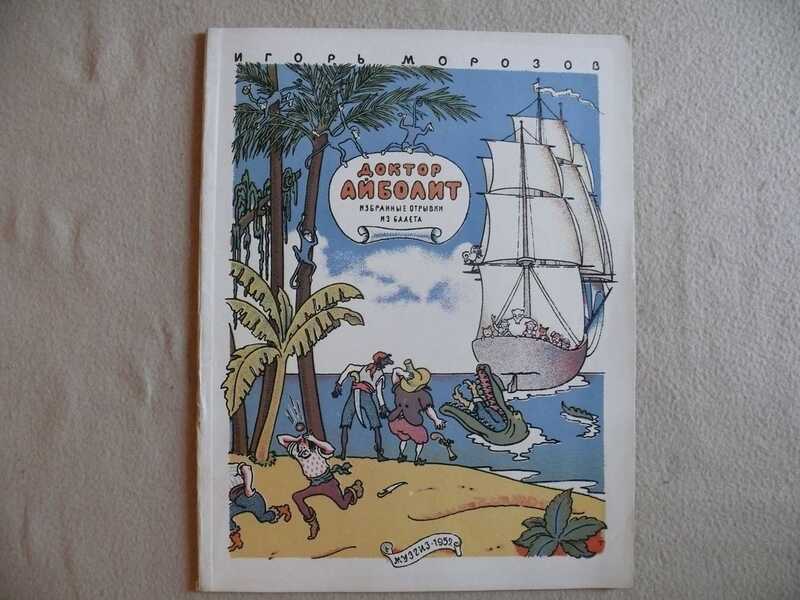 ИГОРЬ МОРОЗОВ
ДОКТОР
АЙБОЛИТ
ИЗБРАННЫЕ ОТРЫВКИ
ИЗ БАЛЕТА
МУЗГИЗ·1952